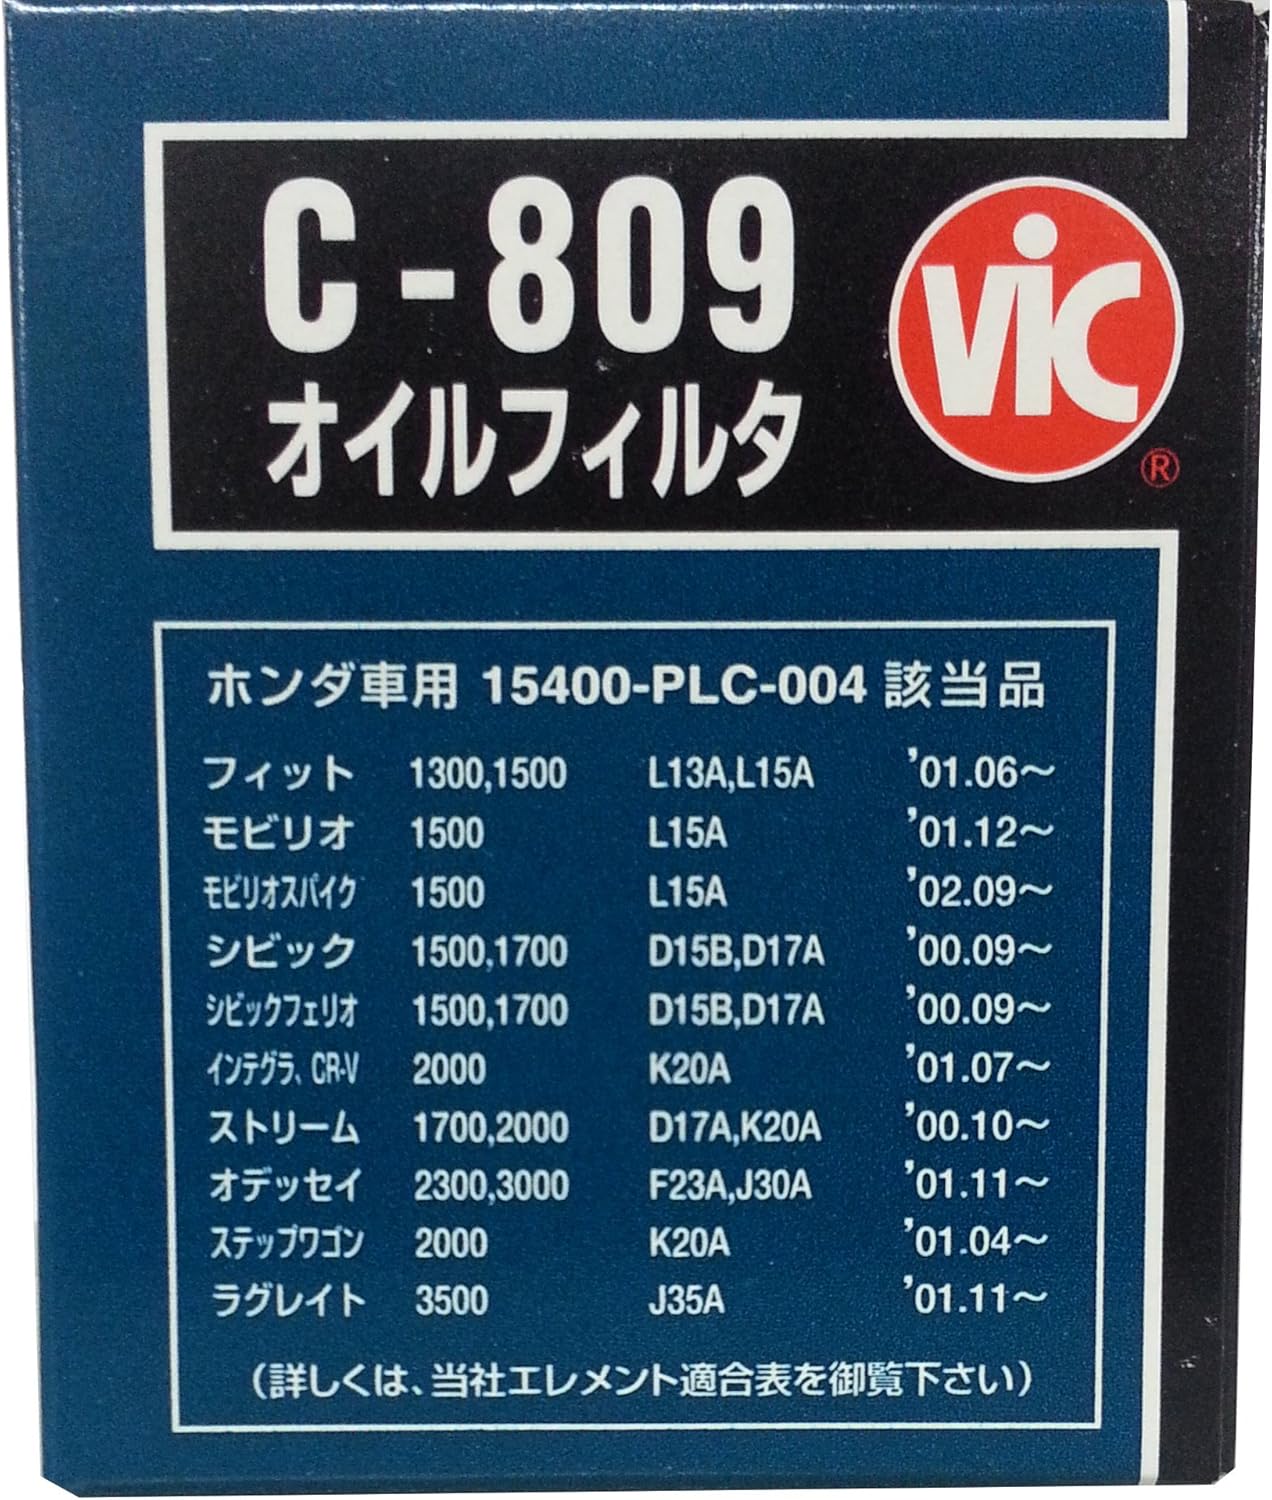 C-809
オイルフィルタ
ViC
®
ホンダ車用 15400-PLC-004 該当品
フィット 1300,1500 L13A,L15A '01.06～
モビリオ 1500 L15A '01.12～
モビリオスパイク 1500 L15A '02.09～
シビック 1500,1700 D15B,D17A '00.09～
シビックフェリオ 1500,1700 D15B,D17A '00.09～
インテグラ、CR-V 2000 K20A '01.07～
ストリーム 1700,2000 D17A,K20A '00.10～
オデッセイ 2300,3000 F23A,J30A '01.11～
ステップワゴン 2000 K20A '01.04～
ラグレイト 3500 J35A '01.11～
（詳しくは、当社エレメント適合表を御覧下さい）